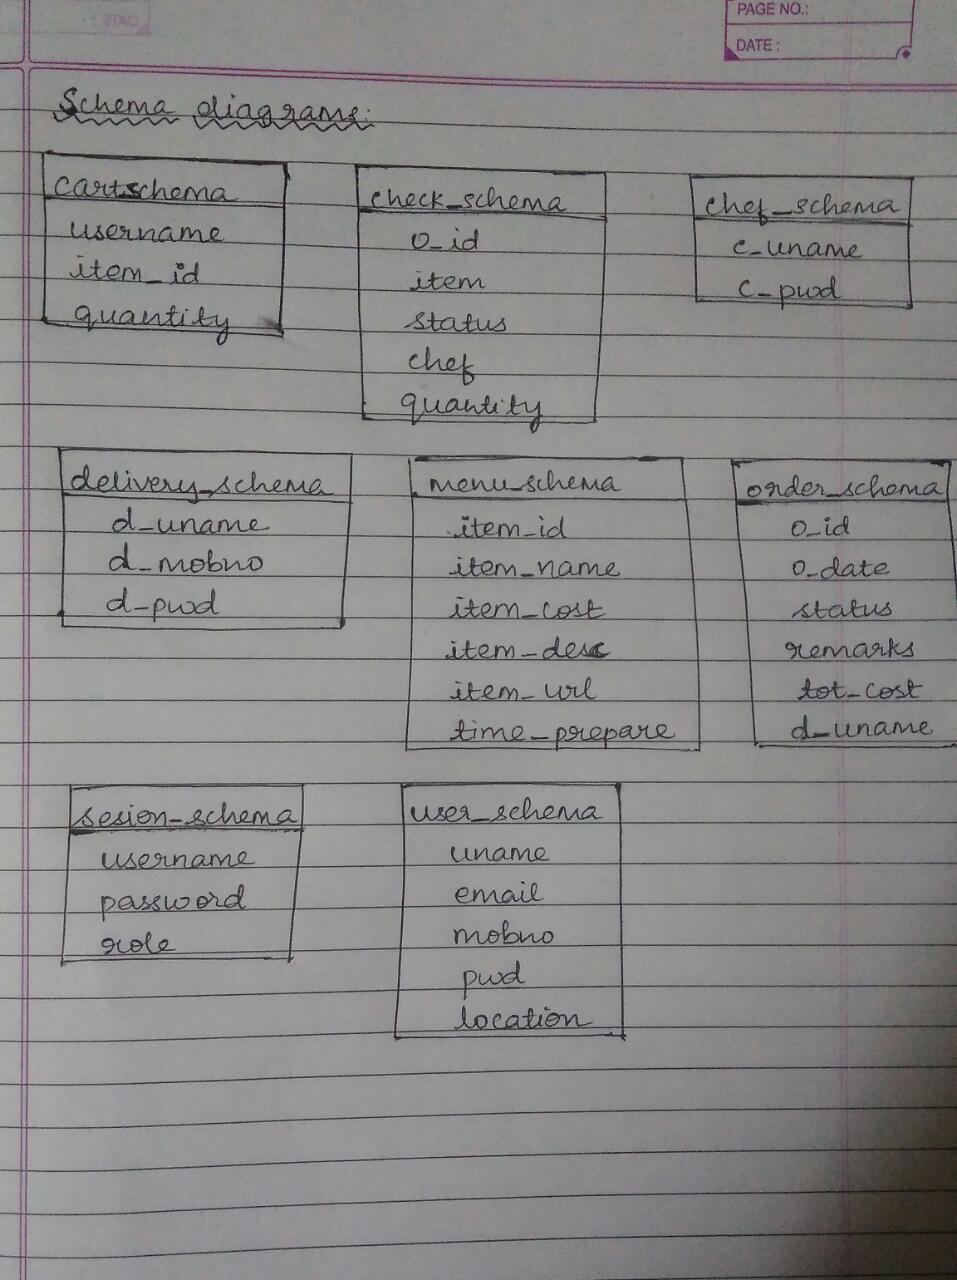 PAGE NO.:
DATE :
Schema diagrams:
cartschema
username
item_id
quantity
check_schema
o_id
item
status
chef
quantity
chef_schema
c_uname
c_pwd
delivery_schema
d_uname
d_mobno
d_pwd
menu_schema
item_id
item_name
item_cost
item_desc
item_url
time_prepare
order_schema
o_id
o_date
status
remarks
tot_cost
d_uname
sesion_schema
username
password
role
user_schema
uname
email
mobno
pwd
location